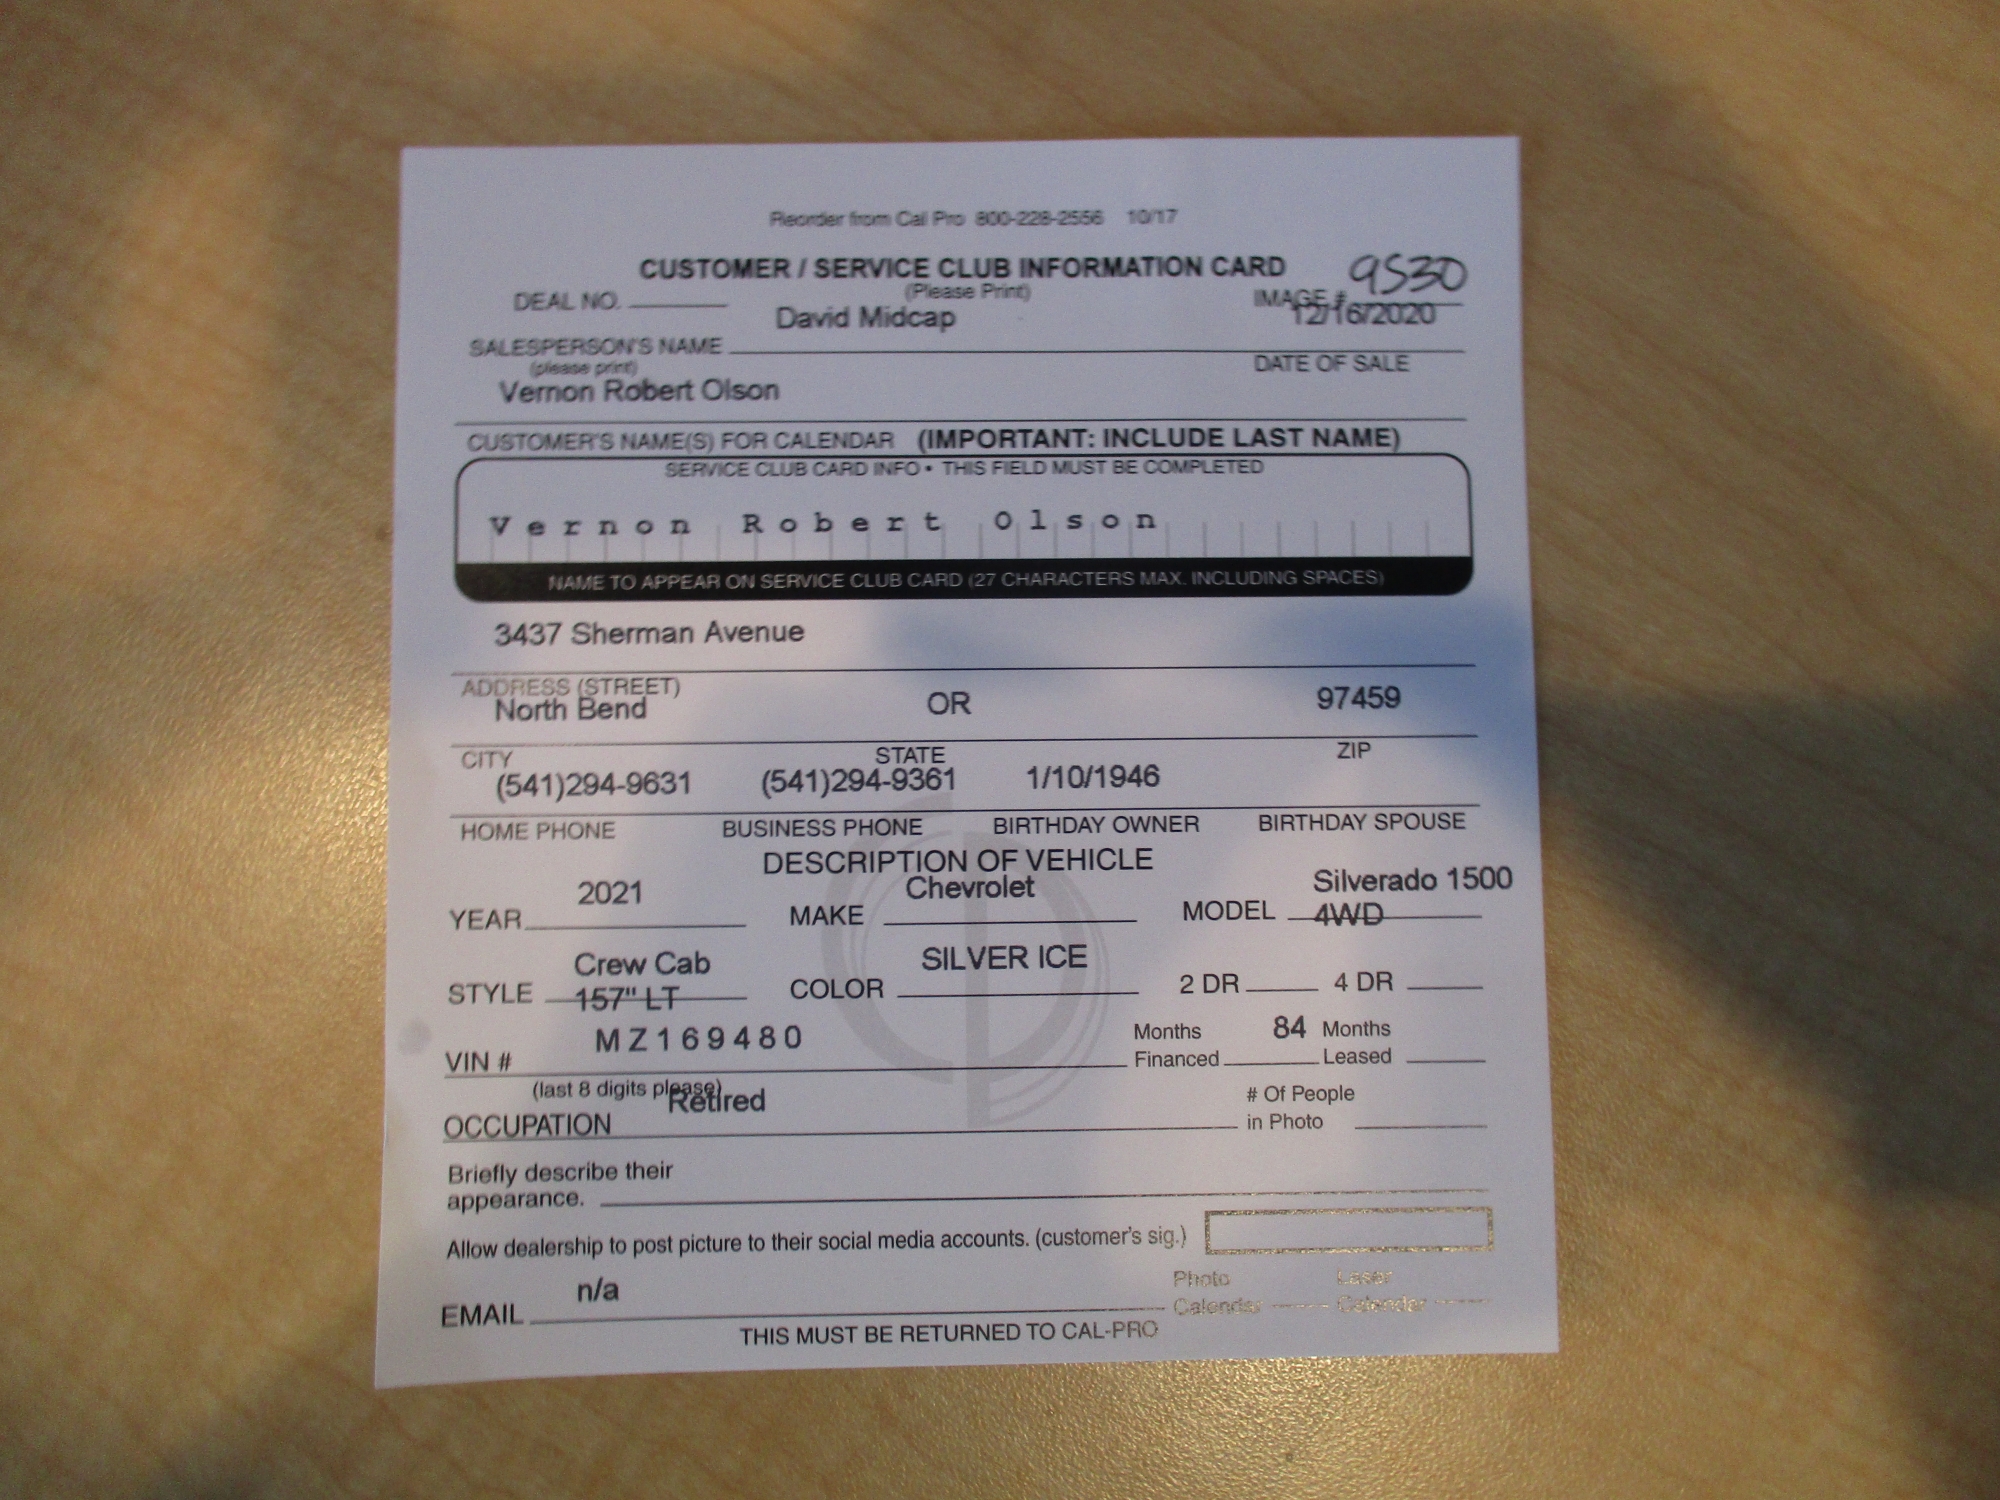 Reorder from Cal Pro 800-228-2556 10/17
CUSTOMER / SERVICE CLUB INFORMATION CARD
(Please Print)
9530
DEAL NO.
IMAGE #
David Midcap
12/16/2020
SALESPERSON'S NAME
(please print)
DATE OF SALE
Vernon Robert Olson
CUSTOMER'S NAME(S) FOR CALENDAR (IMPORTANT: INCLUDE LAST NAME)
SERVICE CLUB CARD INFO • THIS FIELD MUST BE COMPLETED
Vernon Robert Olson
NAME TO APPEAR ON SERVICE CLUB CARD (27 CHARACTERS MAX. INCLUDING SPACES)
3437 Sherman Avenue
ADDRESS (STREET)
North Bend OR 97459
CITY STATE ZIP
(541)294-9631 (541)294-9361 1/10/1946
HOME PHONE BUSINESS PHONE BIRTHDAY OWNER BIRTHDAY SPOUSE
DESCRIPTION OF VEHICLE
2021 Chevrolet Silverado 1500
YEAR MAKE MODEL 4WD
Crew Cab SILVER ICE
STYLE 157" LT COLOR 2 DR 4 DR
MZ169480 Months 84 Months
VIN # Financed Leased
(last 8 digits please)
Retired # Of People
OCCUPATION in Photo
Briefly describe their
appearance.
Allow dealership to post picture to their social media accounts. (customer's sig.)
n/a Photo Laser
EMAIL Calendar Calendar
THIS MUST BE RETURNED TO CAL-PRO